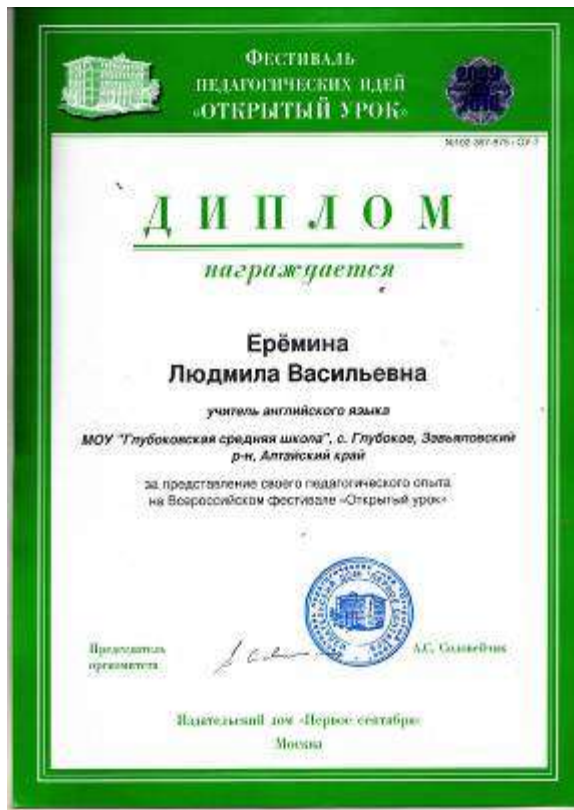 ФЕСТИВАЛЬ
ПЕДАГОГИЧЕСКИХ ИДЕЙ
«ОТКРЫТЫЙ УРОК»
2009
2010
ДИПЛОМ
награждается
Ерёмина
Людмила Васильевна
учитель английского языка
МОУ "Глубоковская средняя школа", с. Глубокое, Завьяловский
р-н, Алтайский край
за представление своего педагогического опыта
на Всероссийском фестивале «Открытый урок»
Председатель
оргкомитета
А.С. Соловейчик
Издательский дом «Первое сентября»
Москва